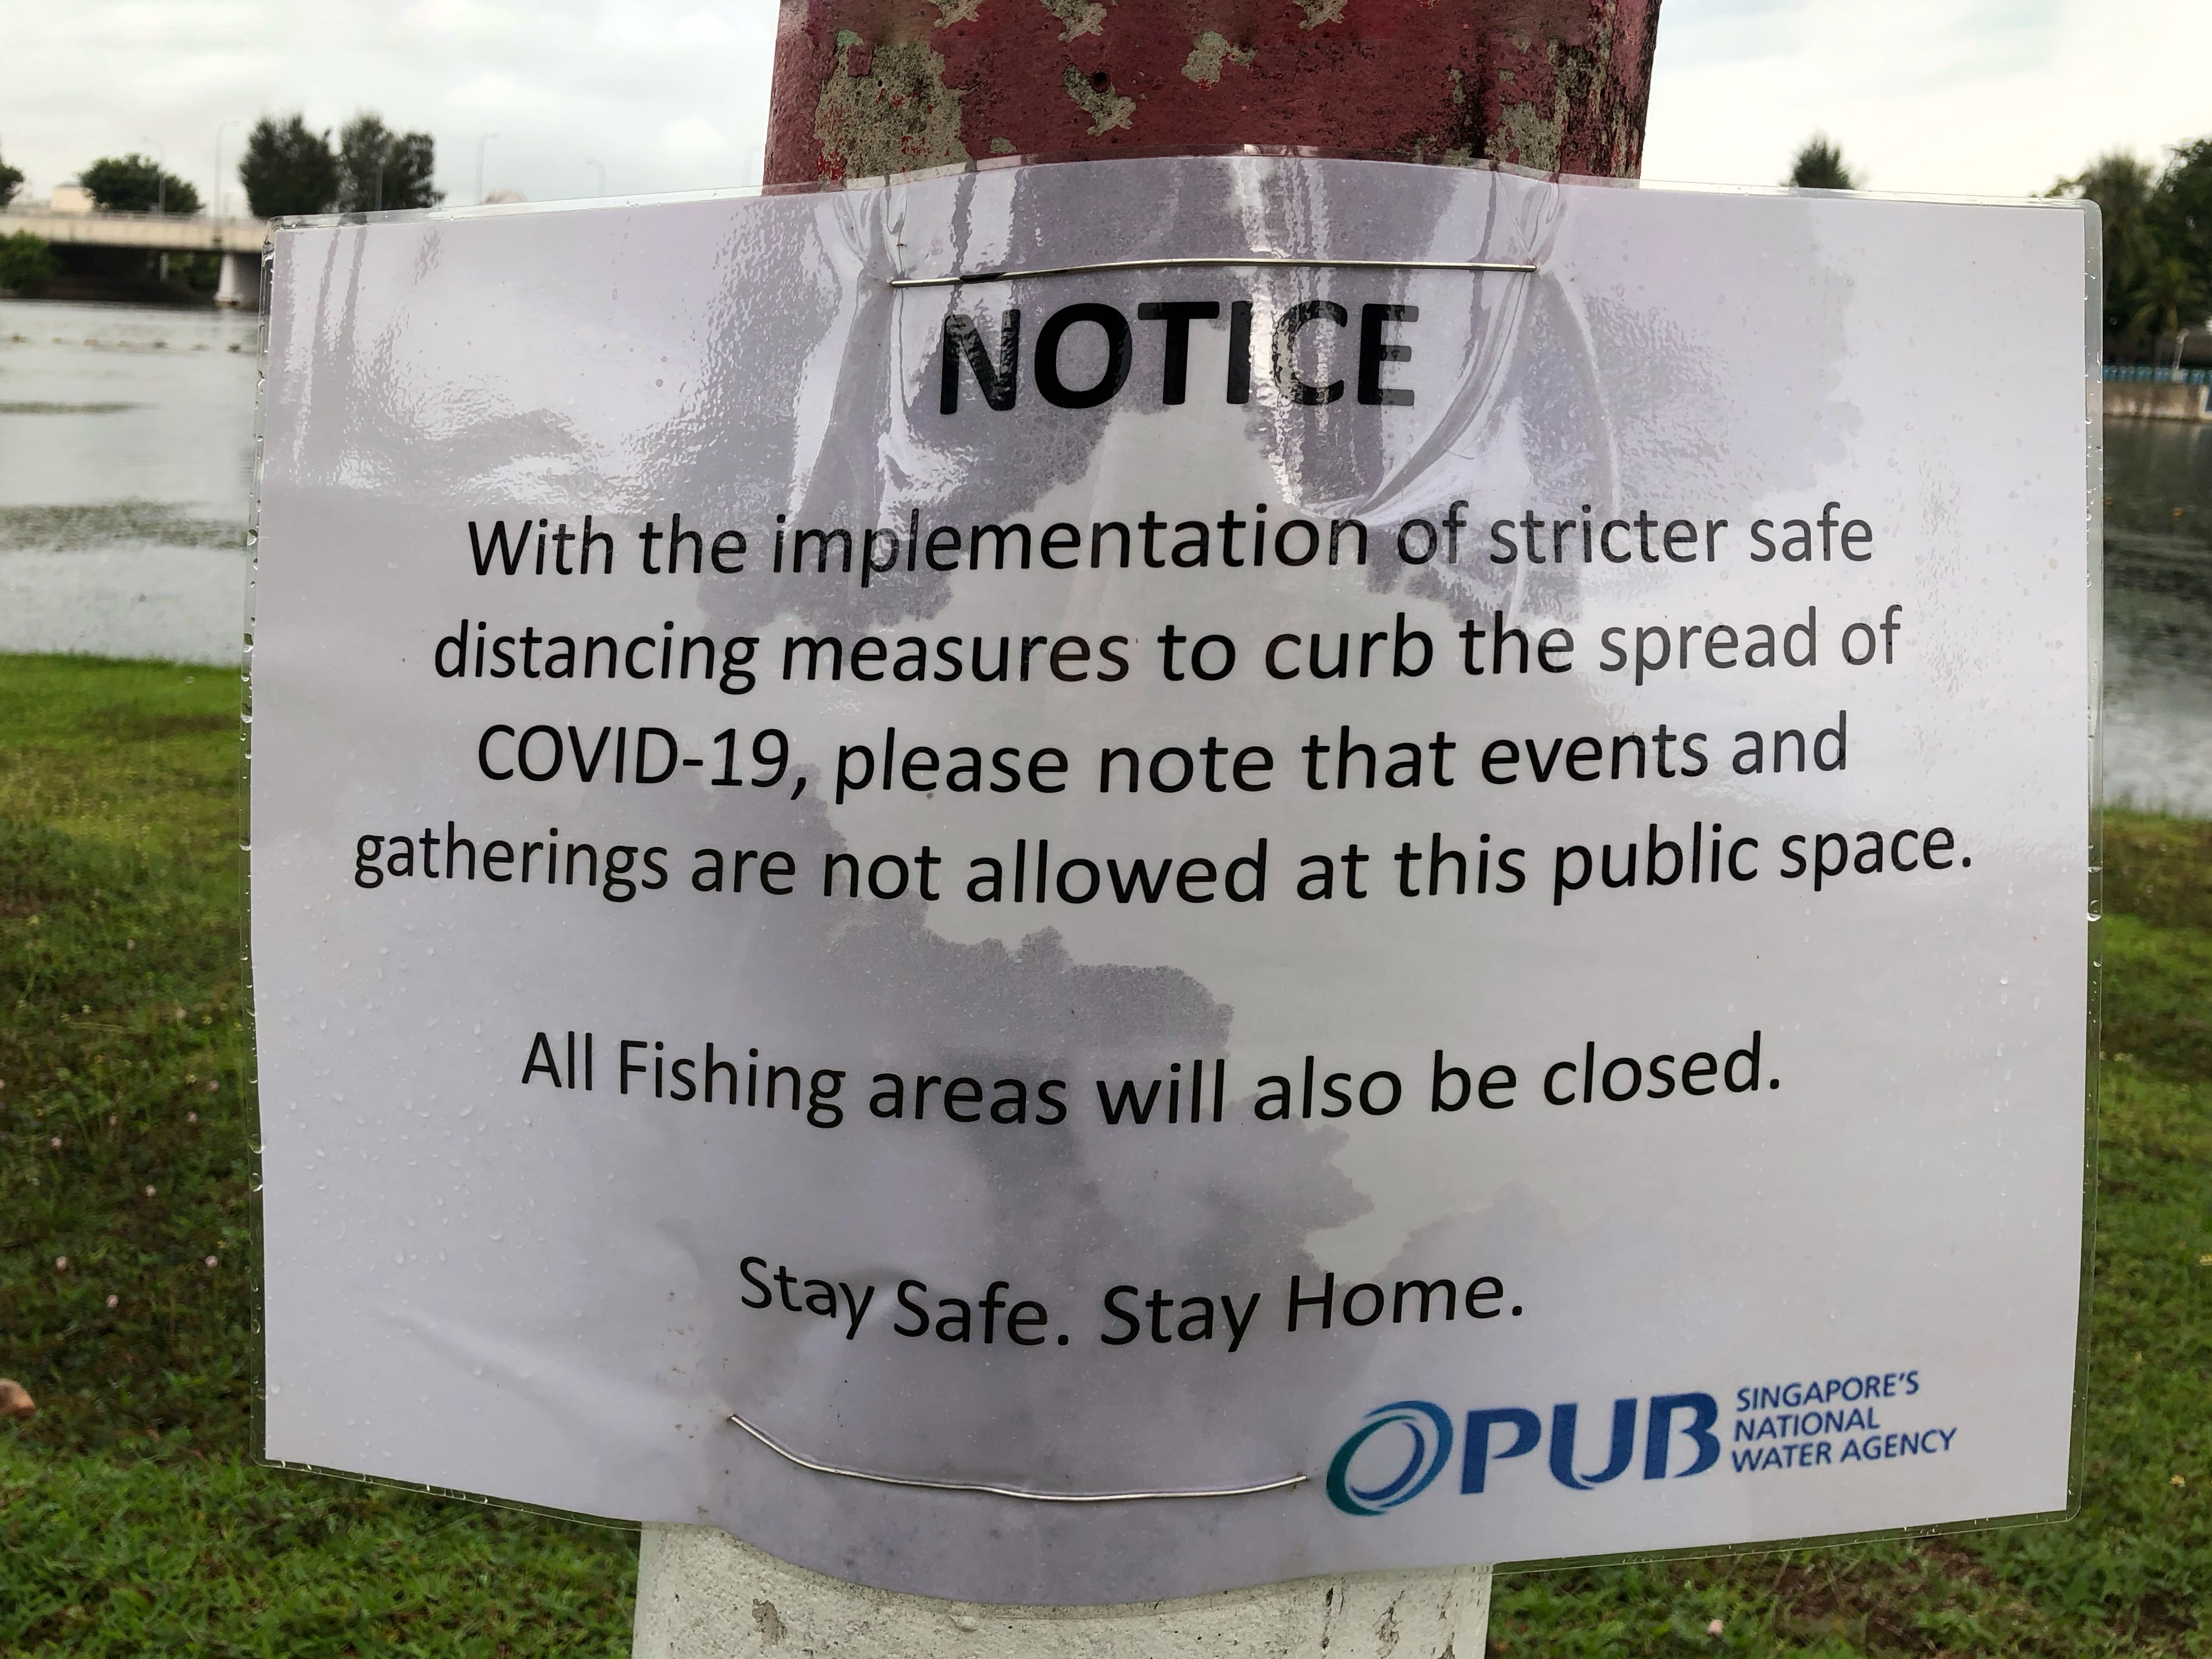 NOTICE
With the implementation of stricter safe
distancing measures to curb the spread of
COVID-19, please note that events and
gatherings are not allowed at this public space.
All Fishing areas will also be closed.
Stay Safe. Stay Home.
PUB
SINGAPORE'S
NATIONAL
WATER AGENCY